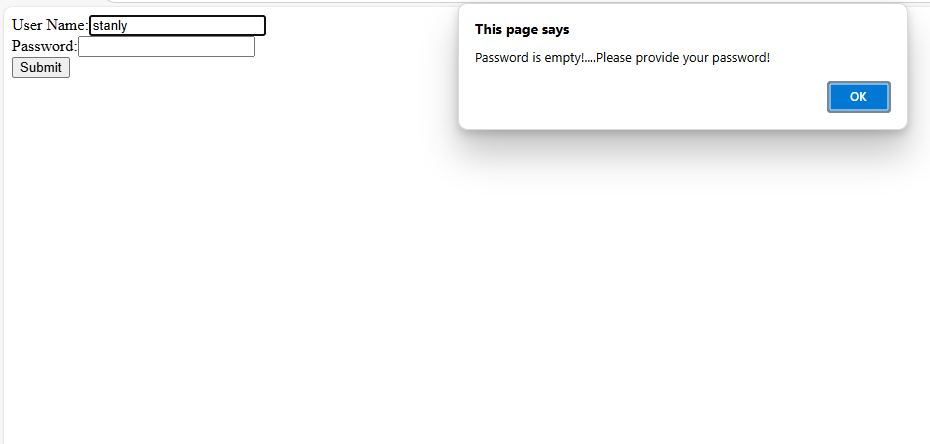 User Name:stanly
Password:
Submit
This page says
Password is empty!....Please provide your password!
OK